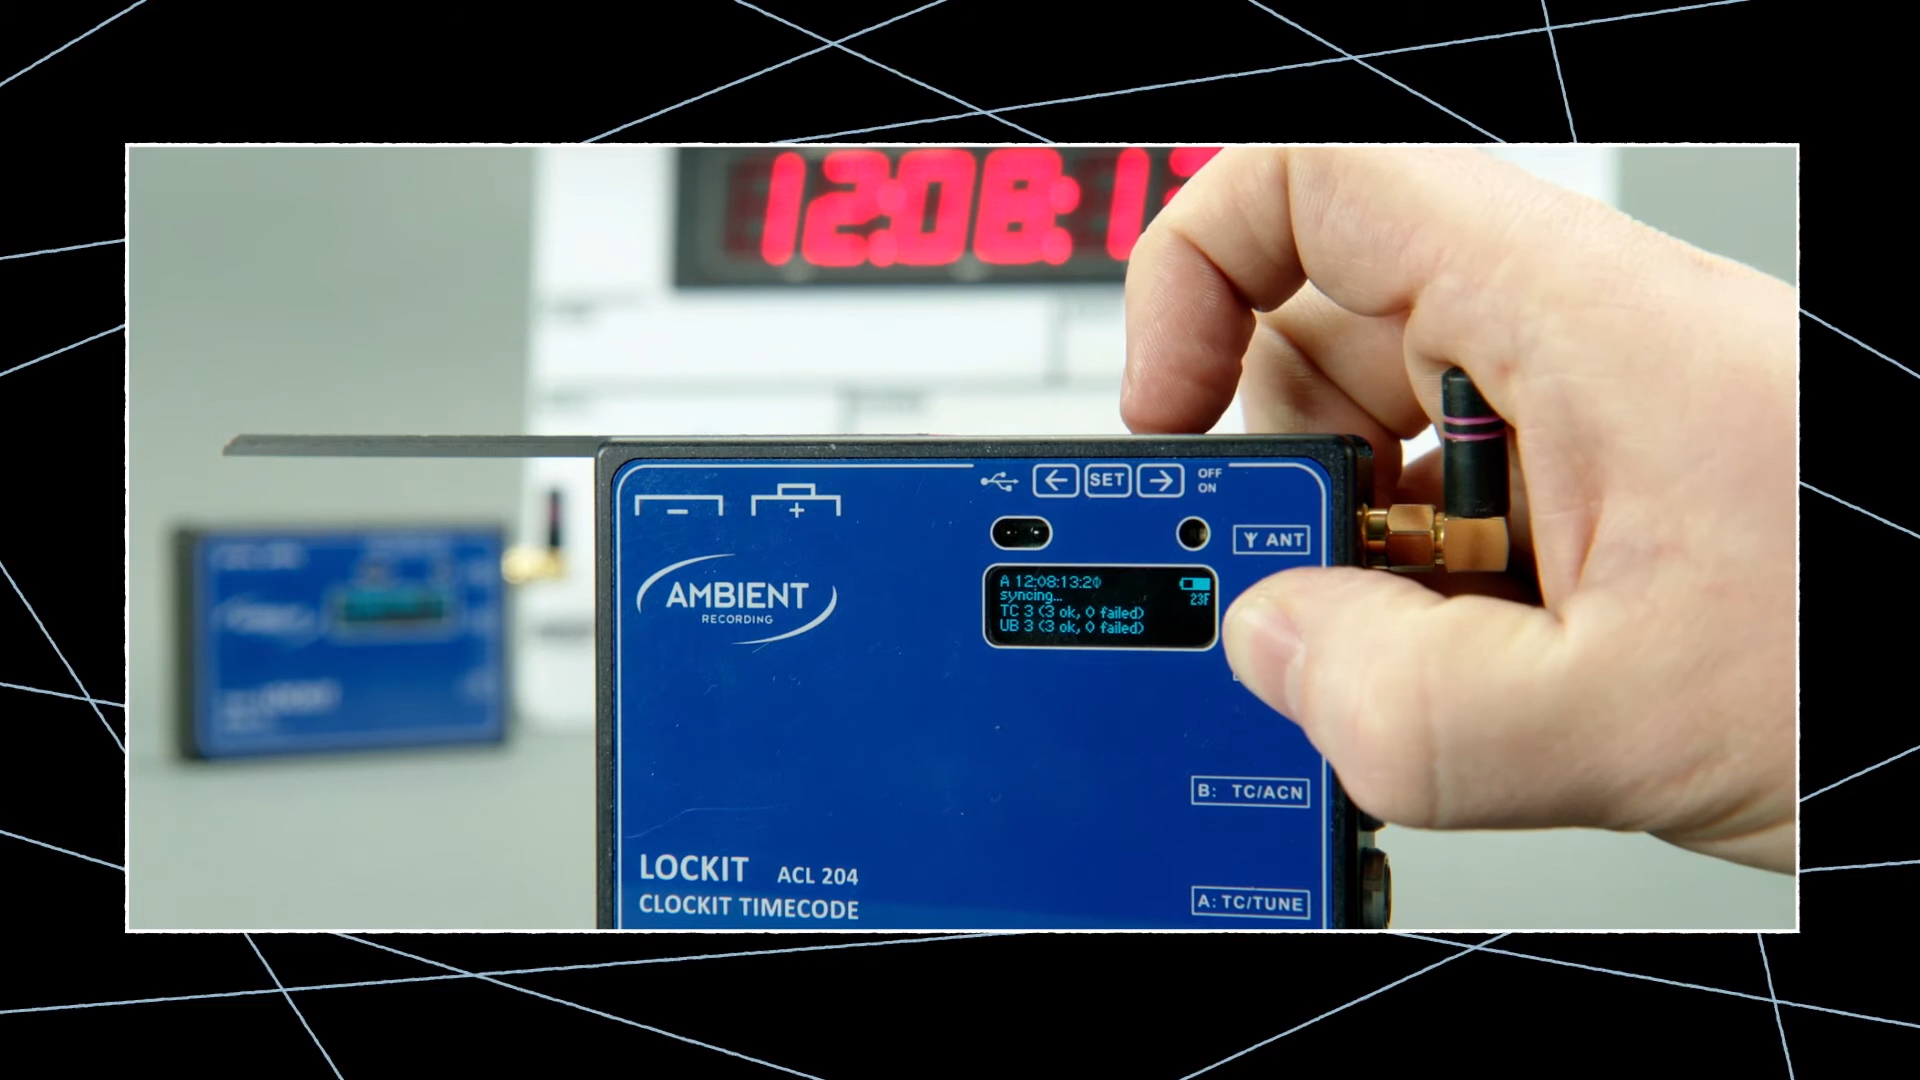 12:08:1
SET
OFF
ON
ANT
AMBIENT
RECORDING
A 12:08:13:20
syncing...
23F
TC 3 (3 ok, 0 failed)
UB 3 (3 ok, 0 failed)
B: TC/ACN
LOCKIT ACL 204
CLOCKIT TIMECODE
A: TC/TUNE